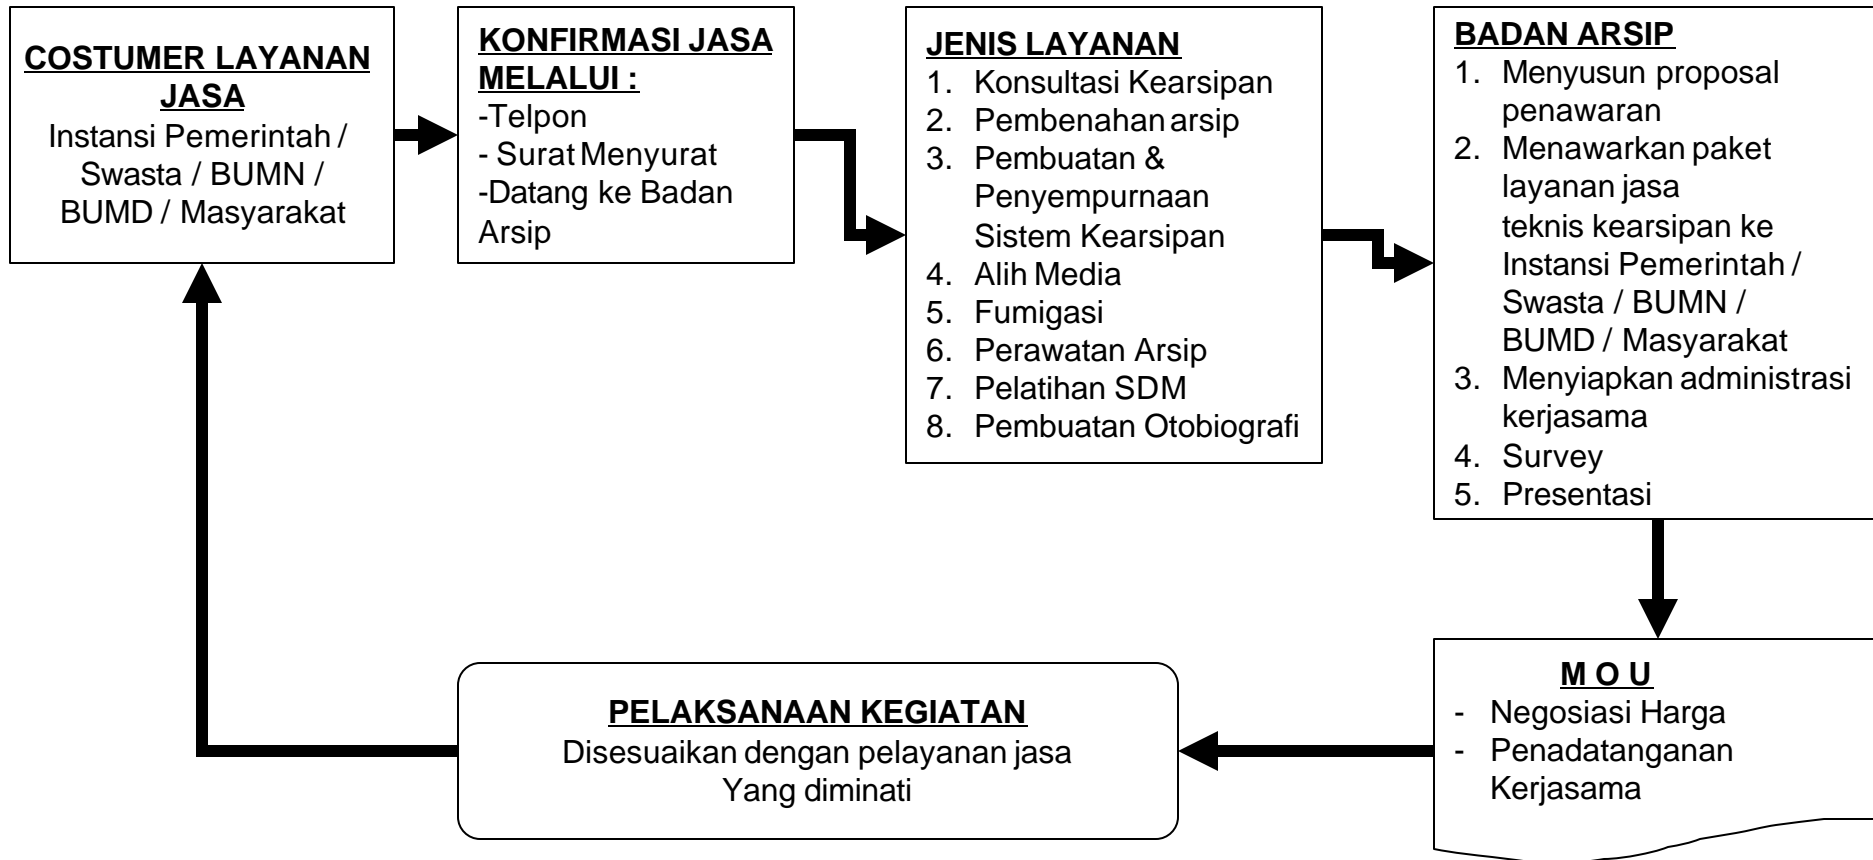 COSTUMER LAYANAN
JASA
Instansi Pemerintah /
Swasta / BUMN /
BUMD / Masyarakat
KONFIRMASI JASA
MELALUI :
-Telpon
- Surat Menyurat
-Datang ke Badan
Arsip
JENIS LAYANAN
1. Konsultasi Kearsipan
2. Pembenahan arsip
3. Pembuatan &
Penyempurnaan
Sistem Kearsipan
4. Alih Media
5. Fumigasi
6. Perawatan Arsip
7. Pelatihan SDM
8. Pembuatan Otobiografi
BADAN ARSIP
1. Menyusun proposal
penawaran
2. Menawarkan paket
layanan jasa
teknis kearsipan ke
Instansi Pemerintah /
Swasta / BUMN /
BUMD / Masyarakat
3. Menyiapkan administrasi
kerjasama
4. Survey
5. Presentasi
M O U
- Negosiasi Harga
- Penadatanganan
Kerjasama
PELAKSANAAN KEGIATAN
Disesuaikan dengan pelayanan jasa
Yang diminati